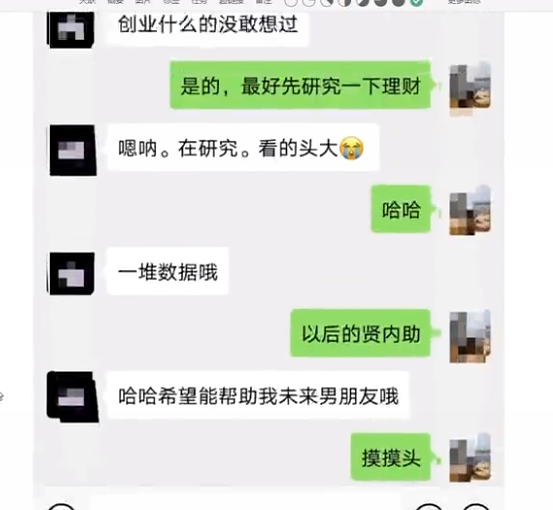 创业什么的没敢想过
是的，最好先研究一下理财
嗯呐。在研究。看的头大😭
哈哈
一堆数据哦
以后的贤内助
哈哈希望能帮助我未来男朋友哦
摸摸头